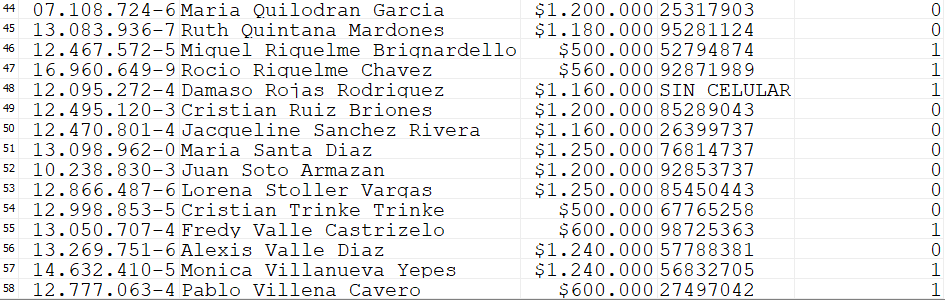 44 07.108.724-6 Maria Quilodran Garcia $1.200.000 25317903 0
45 13.083.936-7 Ruth Quintana Mardones $1.180.000 95281124 0
46 12.467.572-5 Miguel Riquelme Brignardello $500.000 52794874 1
47 16.960.649-9 Rocio Riquelme Chavez $560.000 92871989 1
48 12.095.272-4 Damaso Rojas Rodriguez $1.160.000 SIN CELULAR 1
49 12.495.120-3 Cristian Ruiz Briones $1.200.000 85289043 0
50 12.470.801-4 Jacqueline Sanchez Rivera $1.160.000 26399737 0
51 13.098.962-0 Maria Santa Diaz $1.250.000 76814737 0
52 10.238.830-3 Juan Soto Armazan $1.200.000 92853737 0
53 12.866.487-6 Lorena Stoller Vargas $1.250.000 85450443 0
54 12.998.853-5 Cristian Trinke Trinke $500.000 67765258 0
55 13.050.707-4 Fredy Valle Castrizelo $600.000 98725363 1
56 13.269.751-6 Alexis Valle Diaz $1.240.000 57788381 0
57 14.632.410-5 Monica Villanueva Yepes $1.240.000 56832705 1
58 12.777.063-4 Pablo Villena Cavero $600.000 27497042 1